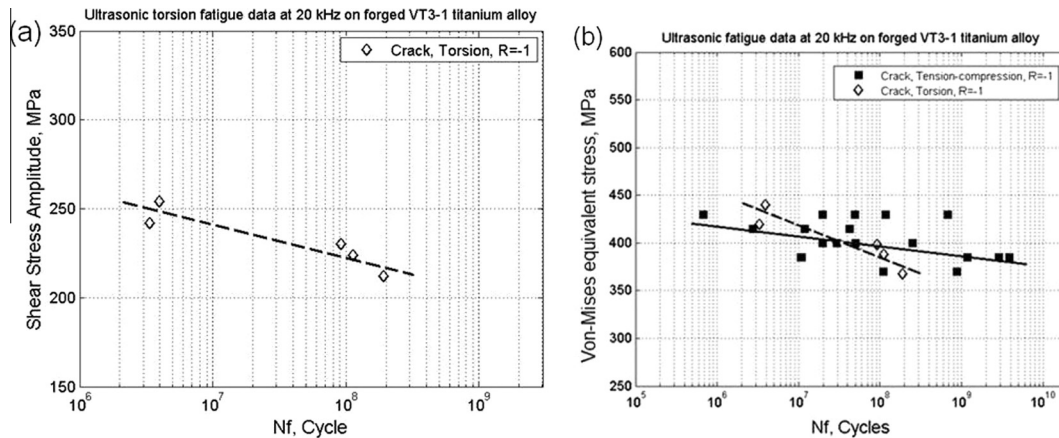 (a)
Ultrasonic torsion fatigue data at 20 kHz on forged VT3-1 titanium alloy
Crack, Torsion, R=-1
Shear Stress Amplitude, MPa
350
300
250
200
150
10^6
10^7
10^8
10^9
Nf, Cycle
(b)
Ultrasonic fatigue data at 20 kHz on forged VT3-1 titanium alloy
Crack, Tension-compression, R=-1
Crack, Torsion, R=-1
Von-Mises equivalent stress, MPa
600
550
500
450
400
350
300
250
10^5
10^6
10^7
10^8
10^9
10^10
Nf, Cycles